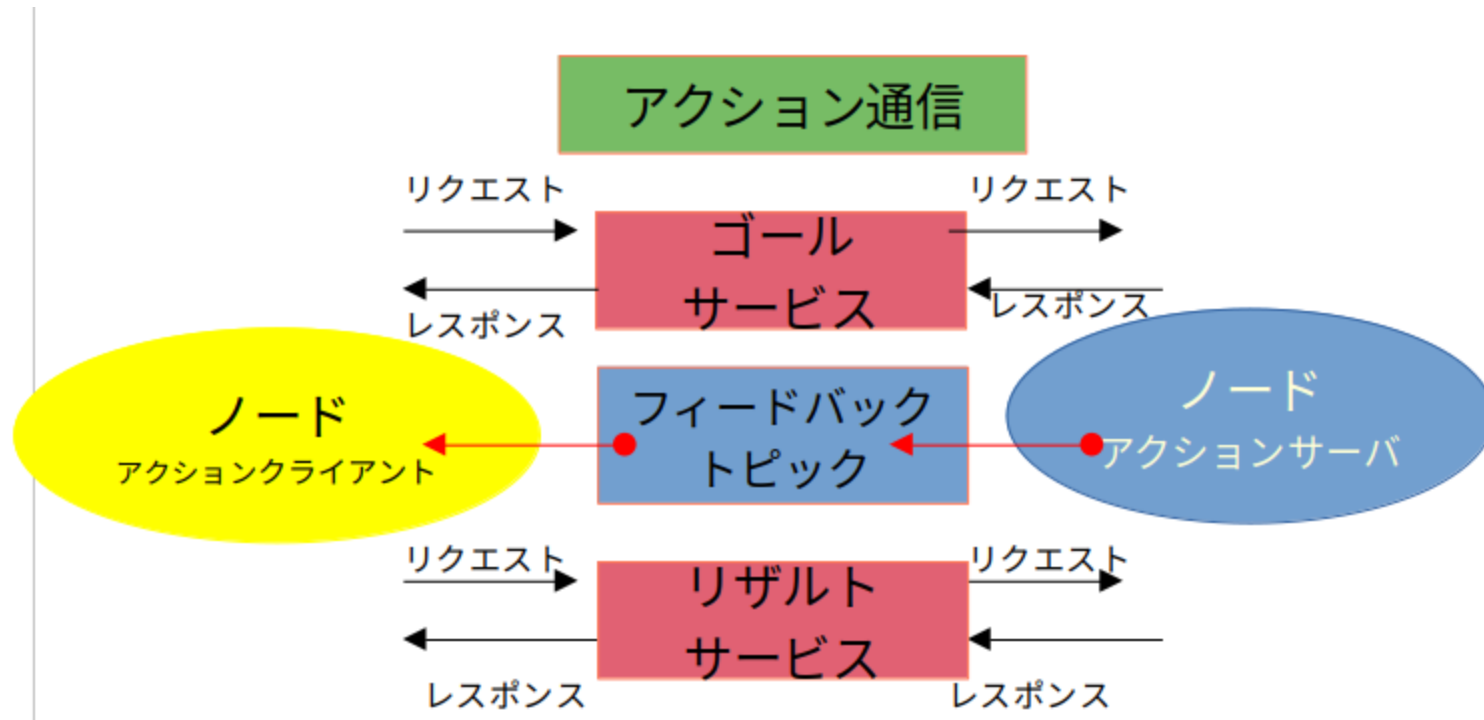 アクション通信
リクエスト
リクエスト
ゴール
サービス
レスポンス
レスポンス
ノード
アクションクライアント
フィードバック
トピック
ノード
アクションサーバ
リクエスト
リクエスト
リザルト
サービス
レスポンス
レスポンス